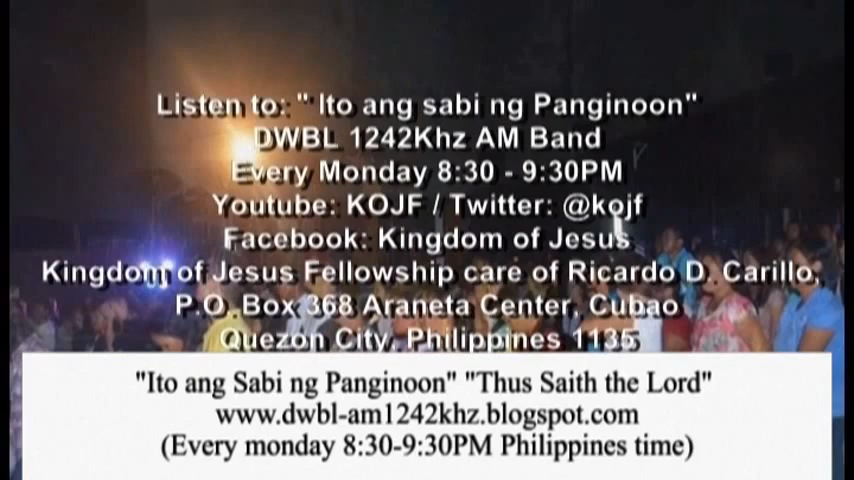 Listen to: " Ito ang sabi ng Panginoon"
DWBL 1242Khz AM Band
Every Monday 8:30 - 9:30PM
Youtube: KOJF / Twitter: @kojf
Facebook: Kingdom of Jesus
Kingdom of Jesus Fellowship care of Ricardo D. Carillo,
P.O. Box 368 Araneta Center, Cubao
Quezon City, Philippines 1135
"Ito ang Sabi ng Panginoon" "Thus Saith the Lord"
www.dwbl-am1242khz.blogspot.com
(Every monday 8:30-9:30PM Philippines time)